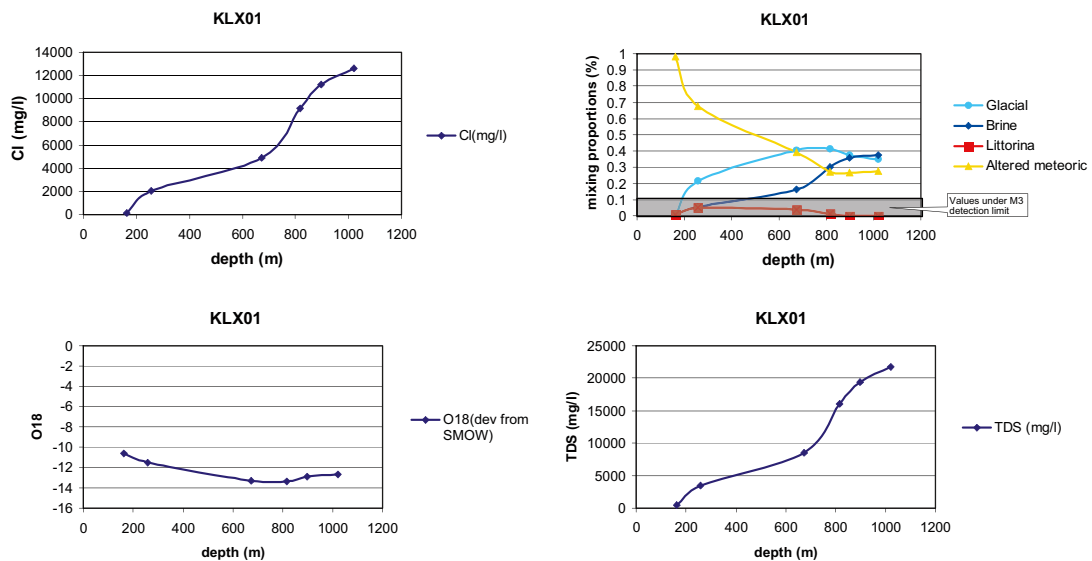 KLX01
14000
12000
10000
8000
6000
4000
2000
0
Cl (mg/l)
0 200 400 600 800 1000 1200
depth (m)
Cl(mg/l)
KLX01
1
0.9
0.8
0.7
0.6
0.5
0.4
0.3
0.2
0.1
0
mixing proportions (%)
0 200 400 600 800 1000 1200
depth (m)
Glacial
Brine
Littorina
Altered meteoric
Values under M3
detection limit
KLX01
0
-2
-4
-6
-8
-10
-12
-14
-16
O18
0 200 400 600 800 1000 1200
depth (m)
O18(dev from
SMOW)
KLX01
25000
20000
15000
10000
5000
0
TDS (mg/l)
0 200 400 600 800 1000 1200
depth (m)
TDS (mg/l)